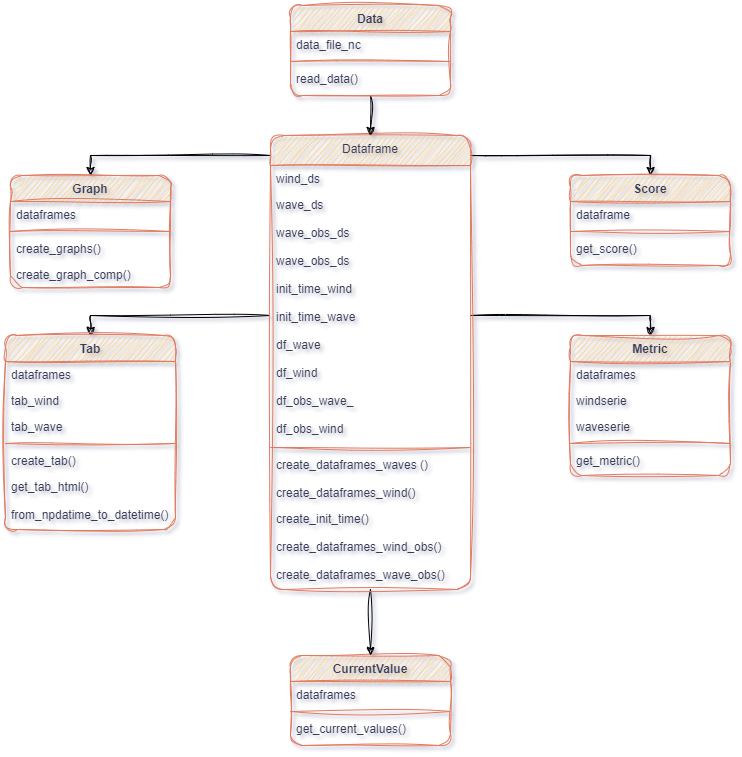 Data
data_file_nc
read_data()
Dataframe
wind_ds
wave_ds
wave_obs_ds
wave_obs_ds
init_time_wind
init_time_wave
df_wave
df_wind
df_obs_wave_
df_obs_wind
create_dataframes_waves ()
create_dataframes_wind()
create_init_time()
create_dataframes_wind_obs()
create_dataframes_wave_obs()
Graph
dataframes
create_graphs()
create_graph_comp()
Score
dataframe
get_score()
Tab
dataframes
tab_wind
tab_wave
create_tab()
get_tab_html()
from_npdatime_to_datetime()
Metric
dataframes
windserie
waveserie
get_metric()
CurrentValue
dataframes
get_current_values()